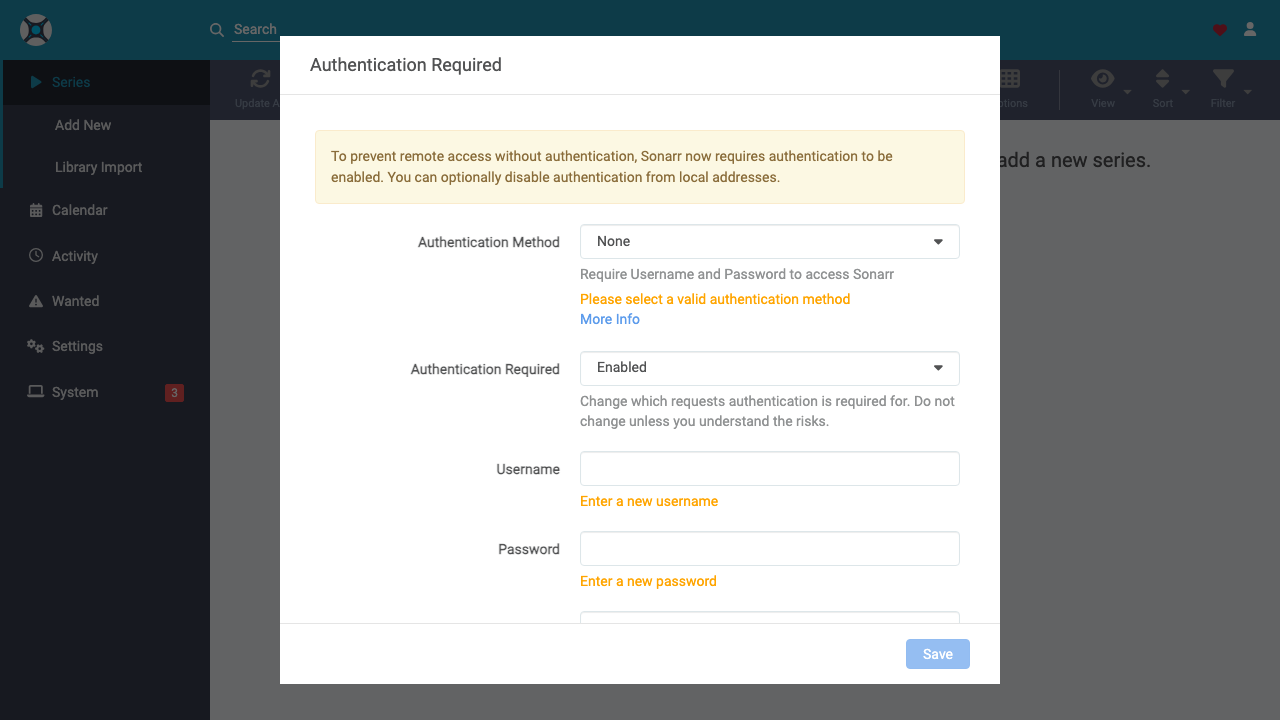 Search
Authentication Required
Series
Update A
View
Sort
Filter
Add New
Library Import
Calendar
Activity
Wanted
Settings
System
3
add a new series.
To prevent remote access without authentication, Sonarr now requires authentication to be
enabled. You can optionally disable authentication from local addresses.
Authentication Method
None
Require Username and Password to access Sonarr
Please select a valid authentication method
More Info
Authentication Required
Enabled
Change which requests authentication is required for. Do not
change unless you understand the risks.
Username
Enter a new username
Password
Enter a new password
Save